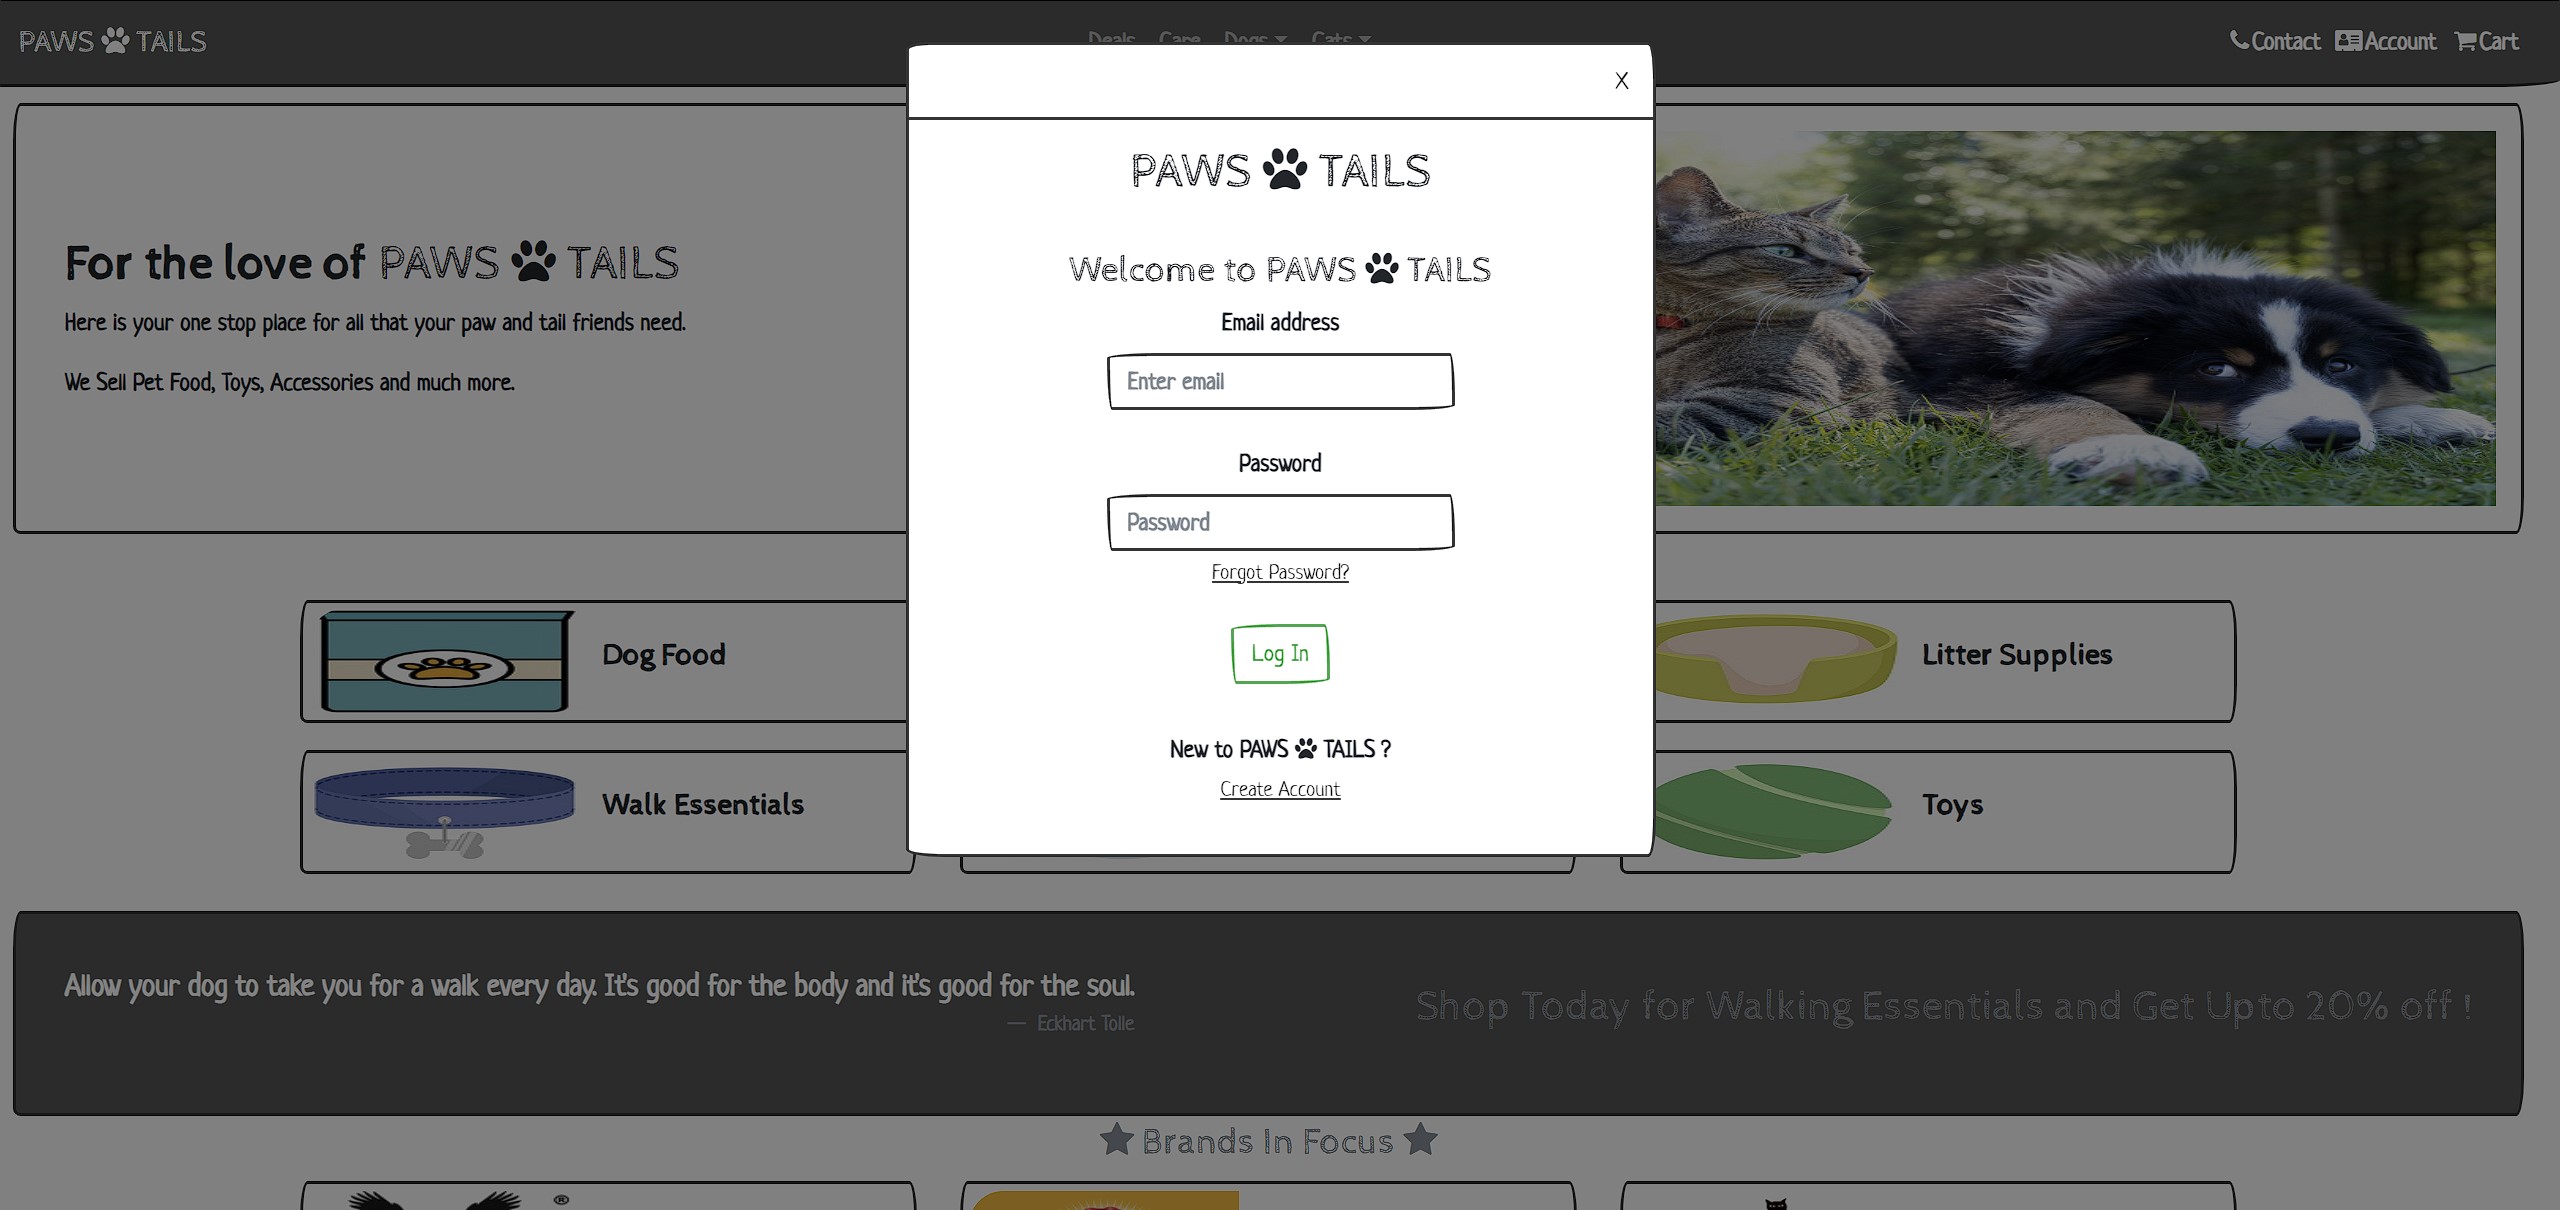 PAWS TAILS
Deals Care Dogs Cats
Contact Account Cart
X
PAWS TAILS
Welcome to PAWS TAILS
Email address
Enter email
Password
Password
Forgot Password?
Log In
New to PAWS TAILS ?
Create Account
For the love of PAWS TAILS
Here is your one stop place for all that your paw and tail friends need.
We Sell Pet Food, Toys, Accessories and much more.
Dog Food
Litter Supplies
Walk Essentials
Toys
Allow your dog to take you for a walk every day. It's good for the body and it's good for the soul.
— Eckhart Tolle
Shop Today for Walking Essentials and Get Upto 20% off !
Brands In Focus
®